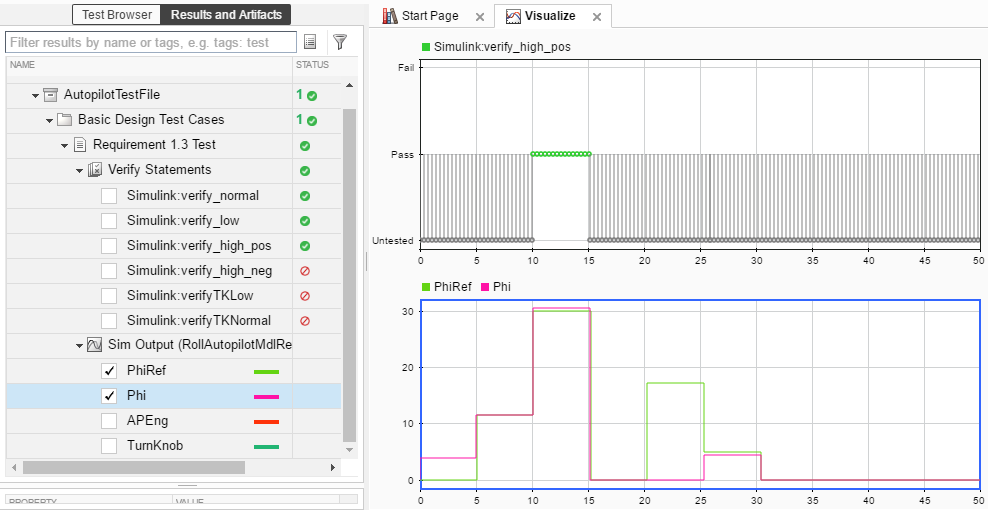 Test Browser
Results and Artifacts
Filter results by name or tags, e.g. tags: test
NAME
STATUS
AutopilotTestFile
1
Basic Design Test Cases
1
Requirement 1.3 Test
Verify Statements
Simulink:verify_normal
Simulink:verify_low
Simulink:verify_high_pos
Simulink:verify_high_neg
Simulink:verifyTKLow
Simulink:verifyTKNormal
Sim Output (RollAutopilotMdlRe
PhiRef
Phi
APEng
TurnKnob
PROPERTY
VALUE
Start Page
Visualize
Simulink:verify_high_pos
Fail
Pass
Untested
0 5 10 15 20 25 30 35 40 45 50
PhiRef Phi
30
20
10
0
0 5 10 15 20 25 30 35 40 45 50